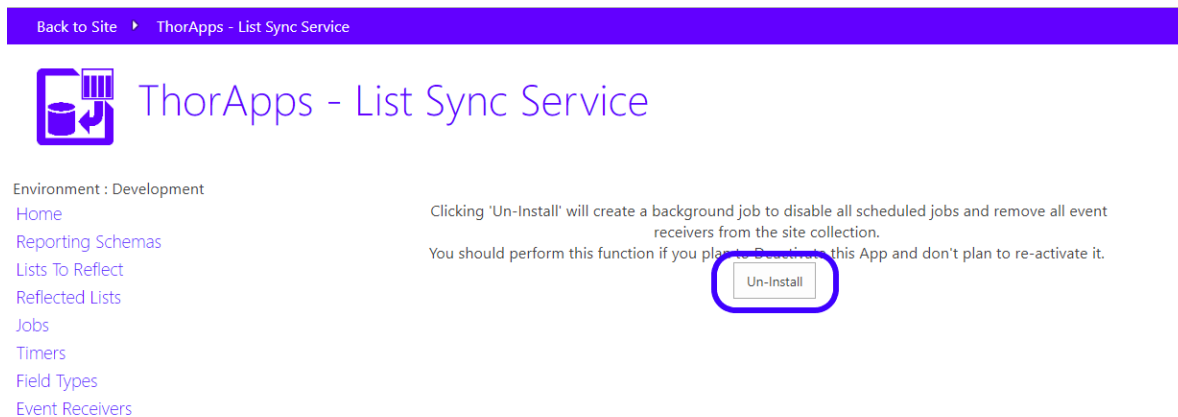 Back to Site ThorApps - List Sync Service
ThorApps - List Sync Service
Environment : Development
Home
Reporting Schemas
Lists To Reflect
Reflected Lists
Jobs
Timers
Field Types
Event Receivers
Clicking 'Un-Install' will create a background job to disable all scheduled jobs and remove all event
receivers from the site collection.
You should perform this function if you plan to Deactivate this App and don't plan to re-activate it.
Un-Install